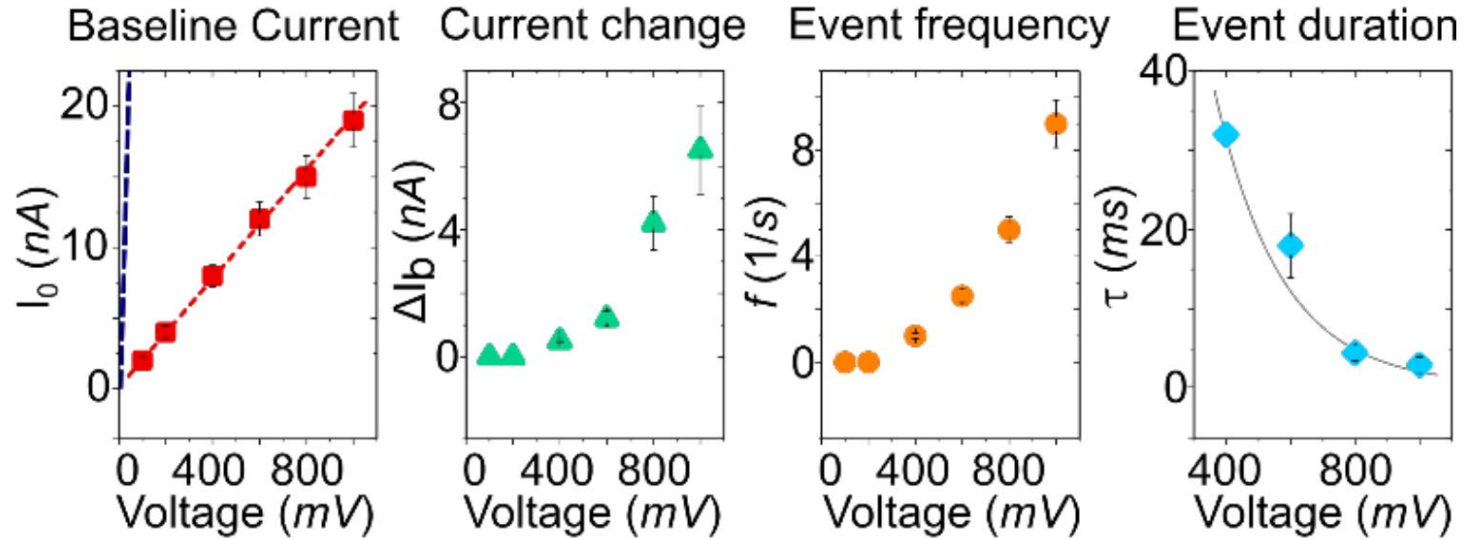 Baseline Current
Current change
Event frequency
Event duration
20
10
0
I₀ (nA)
0
400
800
Voltage (mV)
8
4
0
ΔIb (nA)
0
400
800
Voltage (mV)
8
4
0
f (1/s)
0
400
800
Voltage (mV)
40
20
0
τ (ms)
400
800
Voltage (mV)